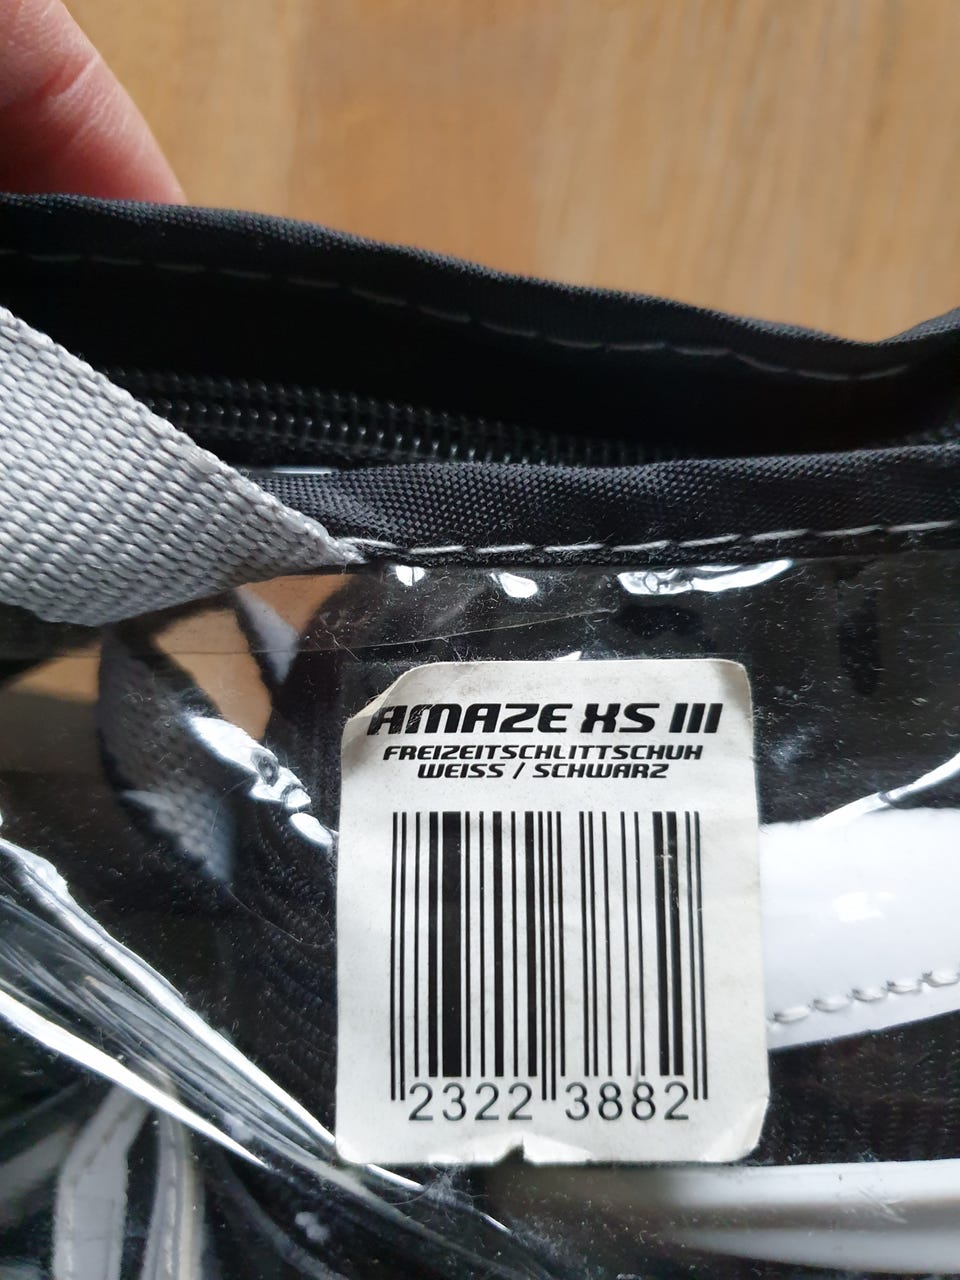 AMAZE XS III
FREIZEITSCHLITTSCHUH
WEISS / SCHWARZ
2322 3882